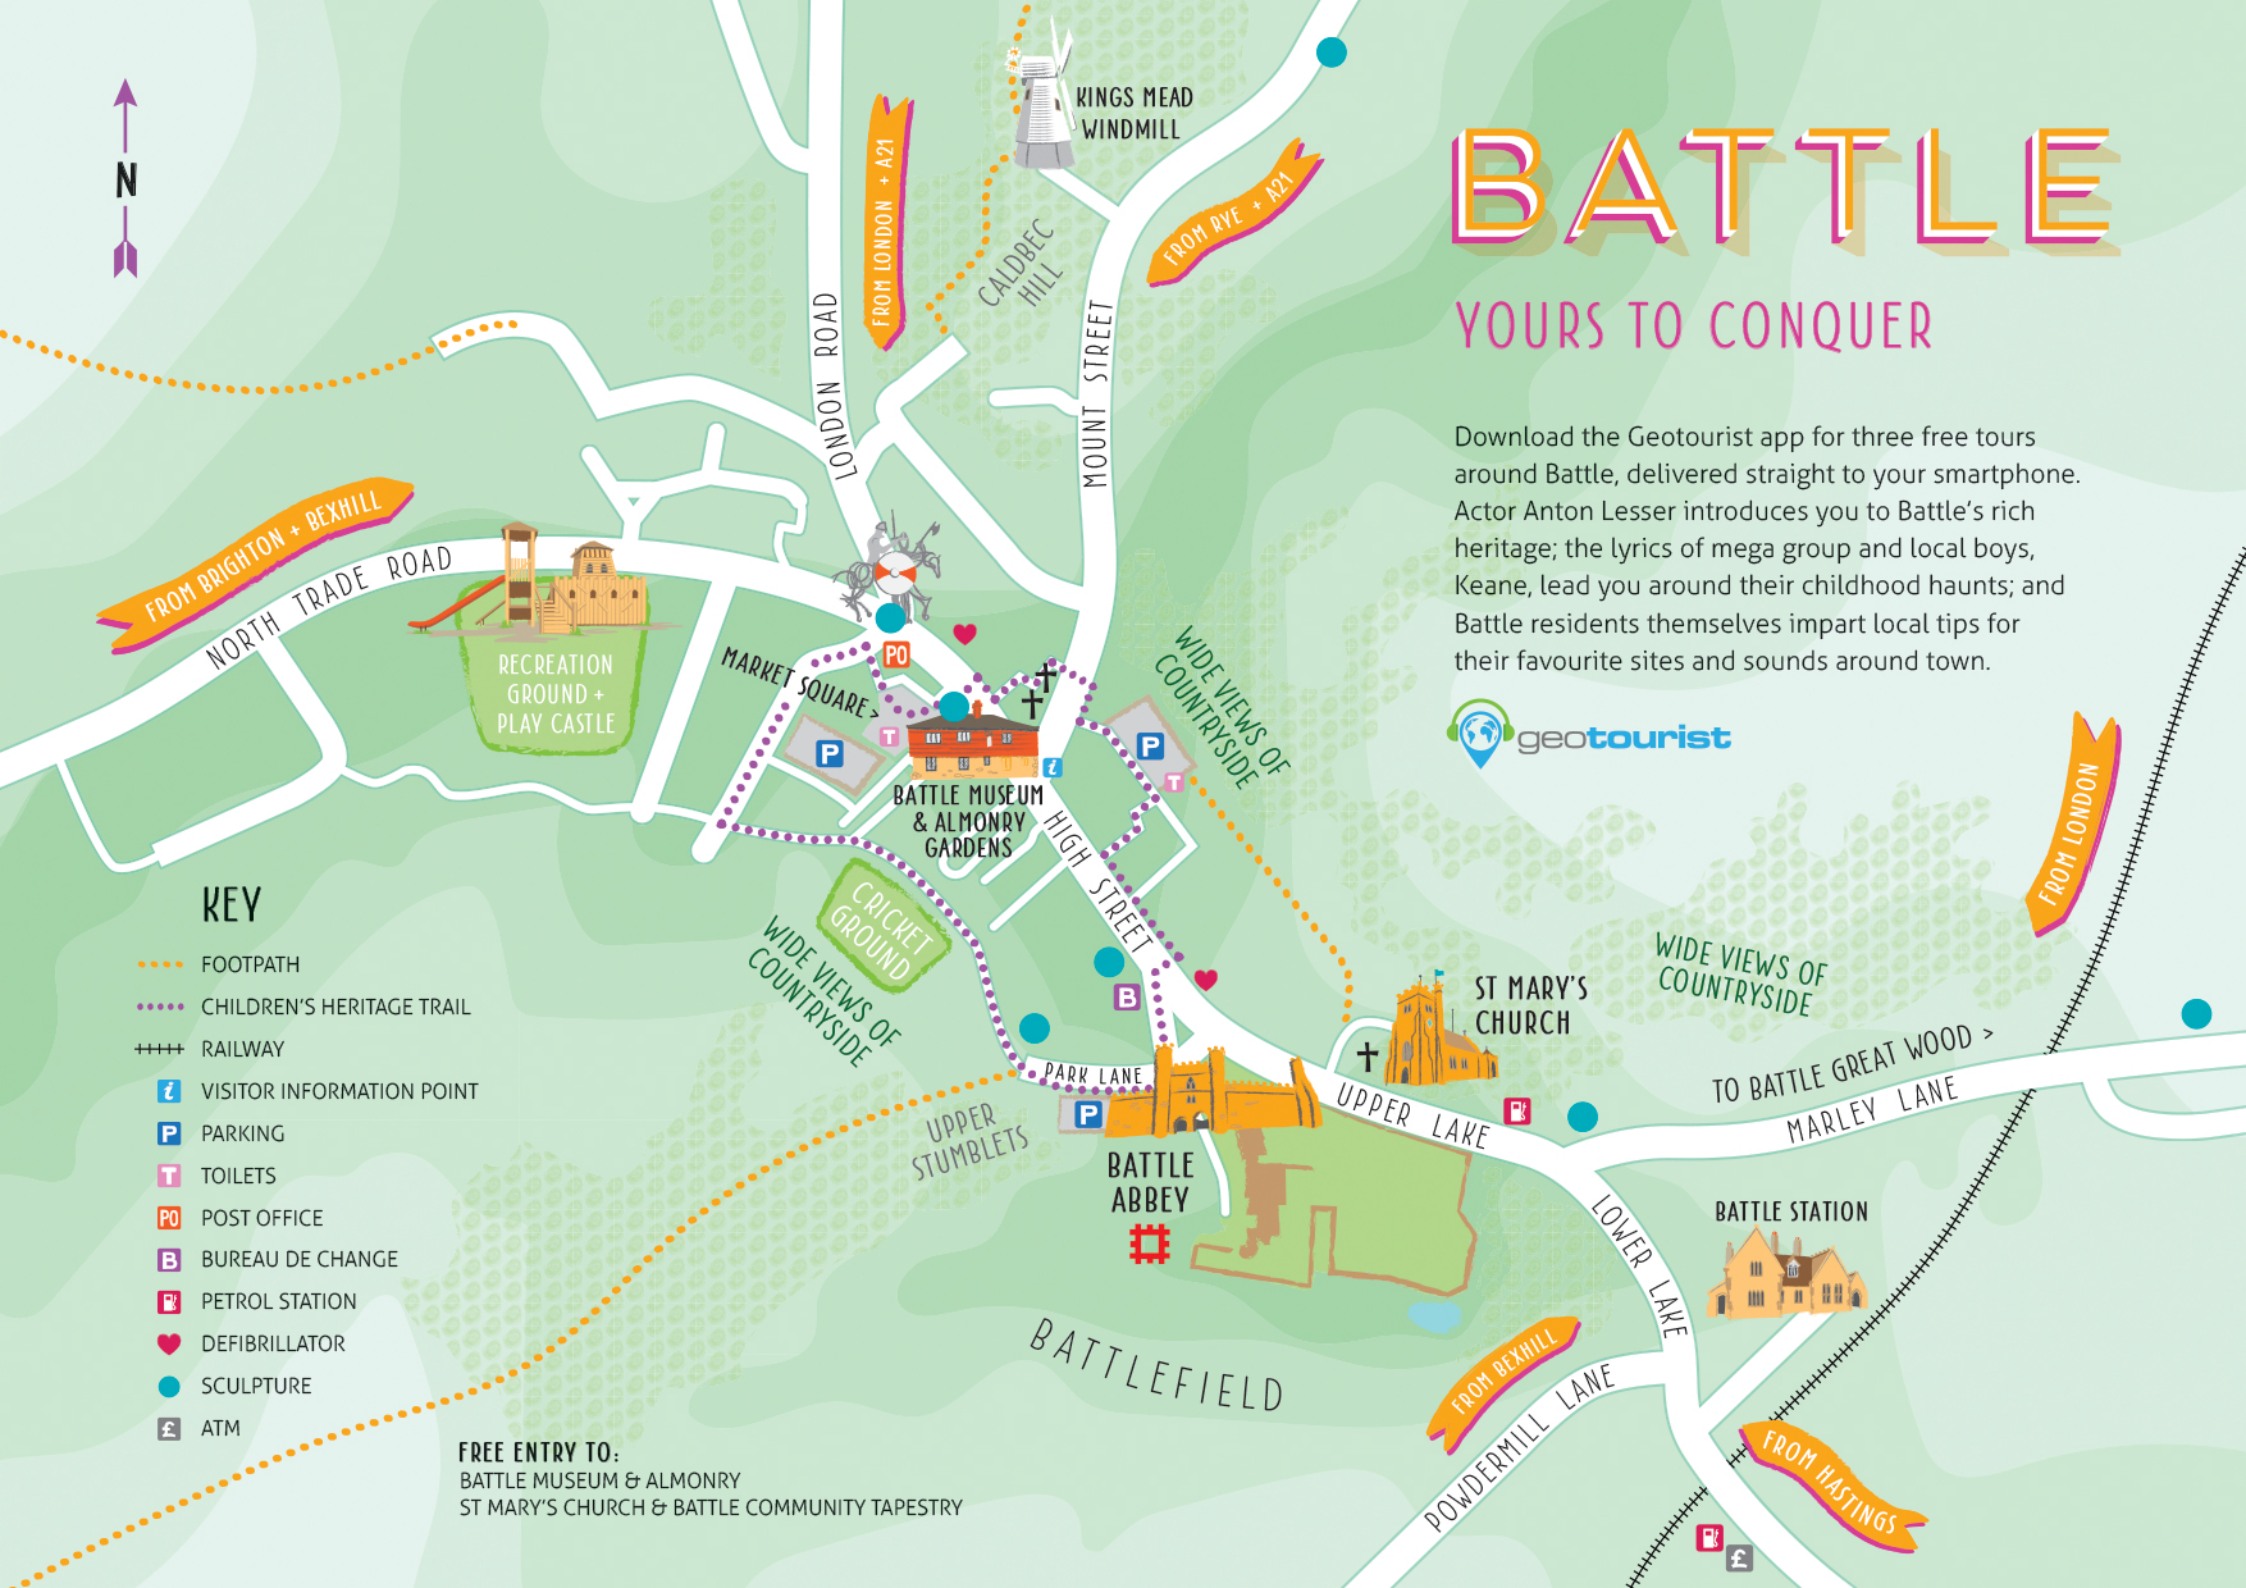 BATTLE
YOURS TO CONQUER
Download the Geotourist app for three free tours
around Battle, delivered straight to your smartphone.
Actor Anton Lesser introduces you to Battle's rich
heritage; the lyrics of mega group and local boys,
Keane, lead you around their childhood haunts; and
Battle residents themselves impart local tips for
their favourite sites and sounds around town.
geotourist
N
KINGS MEAD
WINDMILL
FROM LONDON + A21
FROM RYE + A21
CALDBEC
HILL
LONDON ROAD
MOUNT STREET
FROM BRIGHTON + BEXHILL
NORTH TRADE ROAD
RECREATION
GROUND +
PLAY CASTLE
MARKET SQUARE >
PO
P
T
i
P
T
WIDE VIEWS OF
COUNTRYSIDE
BATTLE MUSEUM
& ALMONRY
GARDENS
HIGH STREET
CRICKET
GROUND
WIDE VIEWS OF
COUNTRYSIDE
B
PARK LANE
P
UPPER
STUMBLETS
BATTLE
ABBEY
ST MARY'S
CHURCH
UPPER LAKE
WIDE VIEWS OF
COUNTRYSIDE
FROM LONDON
TO BATTLE GREAT WOOD >
MARLEY LANE
LOWER LAKE
BATTLE STATION
BATTLEFIELD
FROM BEXHILL
POWDERMILL LANE
FROM HASTINGS
£
KEY
FOOTPATH
CHILDREN'S HERITAGE TRAIL
RAILWAY
i VISITOR INFORMATION POINT
P PARKING
T TOILETS
PO POST OFFICE
B BUREAU DE CHANGE
PETROL STATION
DEFIBRILLATOR
SCULPTURE
£ ATM
FREE ENTRY TO:
BATTLE MUSEUM & ALMONRY
ST MARY'S CHURCH & BATTLE COMMUNITY TAPESTRY